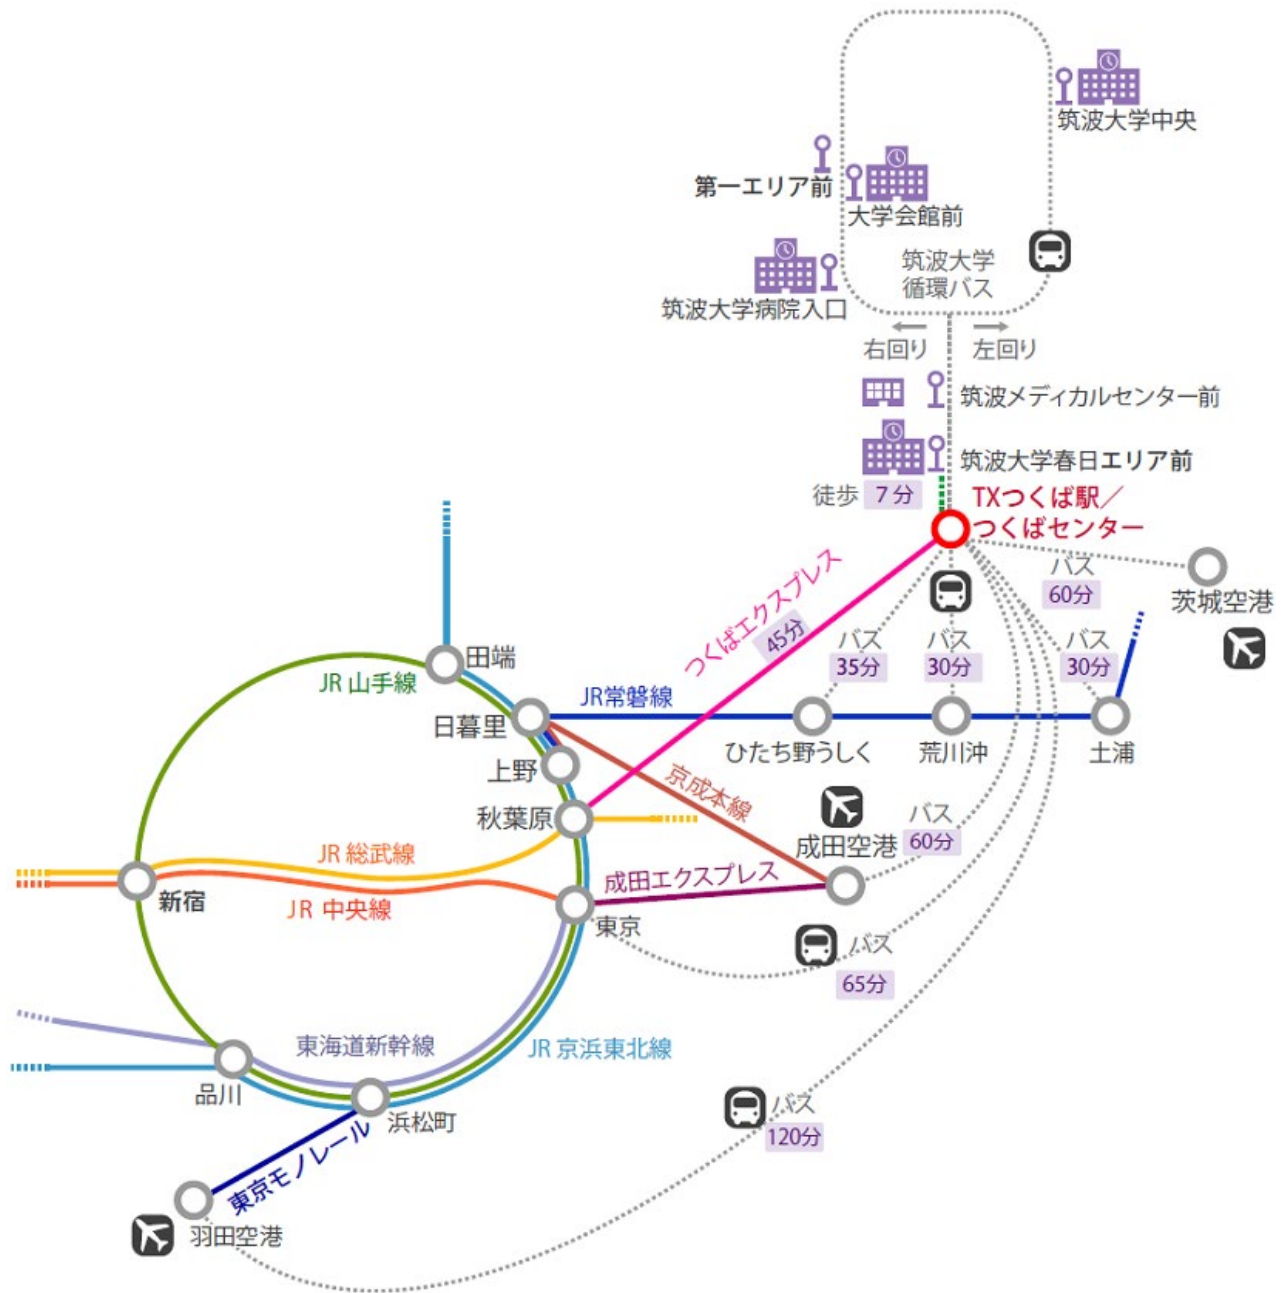 筑波大学中央
第一エリア前
大学会館前
筑波大学
循環バス
筑波大学病院入口
右回り
左回り
筑波メディカルセンター前
筑波大学春日エリア前
徒歩 7分
TXつくば駅／
つくばセンター
バス
60分
茨城空港
つくばエクスプレス
45分
バス
35分
バス
30分
バス
30分
田端
JR 山手線
日暮里
JR常磐線
ひたち野うしく
荒川沖
土浦
上野
京成本線
秋葉原
成田空港
バス
60分
JR 総武線
成田エクスプレス
新宿
JR 中央線
東京
バス
65分
東海道新幹線
JR 京浜東北線
品川
浜松町
バス
120分
東京モノレール
羽田空港